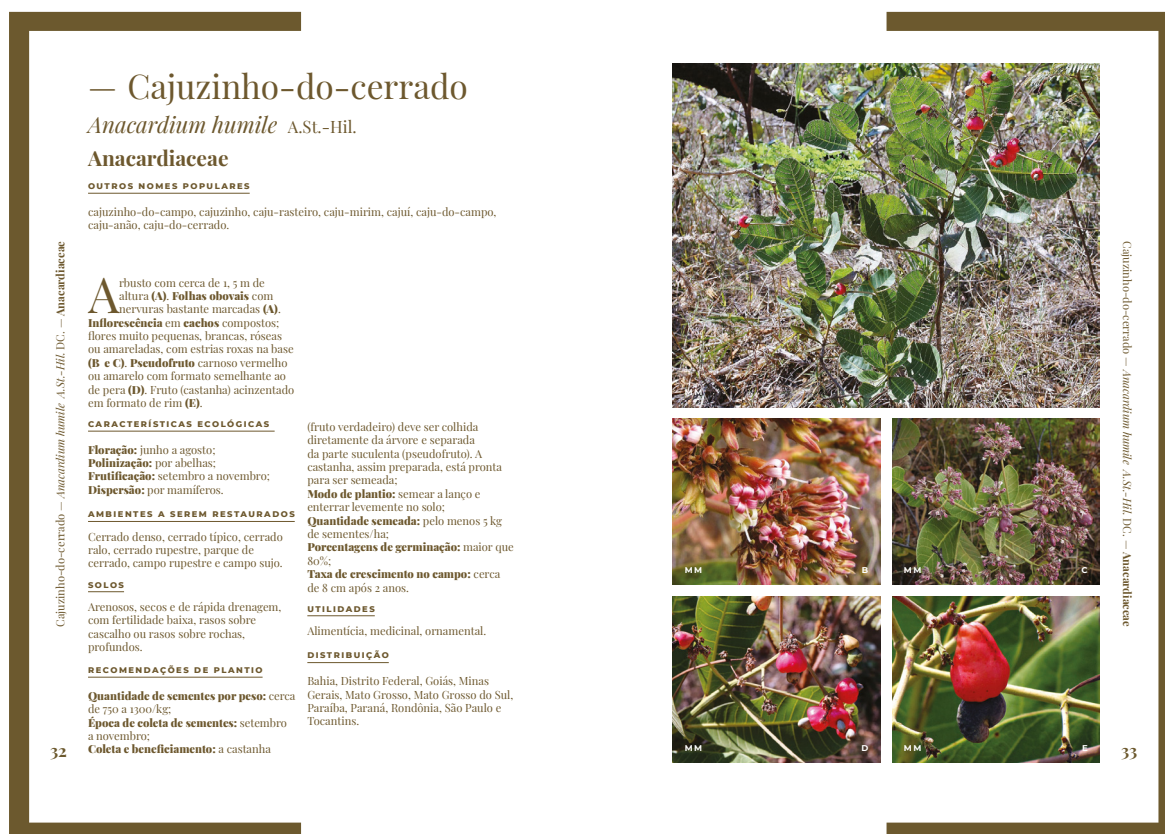 — Cajuzinho-do-cerrado
Anacardium humile A.St.-Hil.
Anacardiaceae
OUTROS NOMES POPULARES
cajuzinho-do-campo, cajuzinho, caju-rasteiro, caju-mirim, cajuí, caju-do-campo,
caju-anão, caju-do-cerrado.
Arbusto com cerca de 1, 5 m de
altura (A). Folhas obovais com
nervuras bastante marcadas (A).
Inflorescência em cachos compostos;
flores muito pequenas, brancas, róseas
ou amareladas, com estrias roxas na base
(B e C). Pseudofruto carnoso vermelho
ou amarelo com formato semelhante ao
de pera (D). Fruto (castanha) acinzentado
em formato de rim (E).
CARACTERÍSTICAS ECOLÓGICAS
Floração: junho a agosto;
Polinização: por abelhas;
Frutificação: setembro a novembro;
Dispersão: por mamíferos.
AMBIENTES A SEREM RESTAURADOS
Cerrado denso, cerrado típico, cerrado
ralo, cerrado rupestre, parque de
cerrado, campo rupestre e campo sujo.
SOLOS
Arenosos, secos e de rápida drenagem,
com fertilidade baixa, rasos sobre
cascalho ou rasos sobre rochas,
profundos.
RECOMENDAÇÕES DE PLANTIO
Quantidade de sementes por peso: cerca
de 750 a 1300/kg;
Época de coleta de sementes: setembro
a novembro;
Coleta e beneficiamento: a castanha
(fruto verdadeiro) deve ser colhida
diretamente da árvore e separada
da parte suculenta (pseudofruto). A
castanha, assim preparada, está pronta
para ser semeada;
Modo de plantio: semear a lanço e
enterrar levemente no solo;
Quantidade semeada: pelo menos 5 kg
de sementes/ha;
Porcentagens de germinação: maior que
80%;
Taxa de crescimento no campo: cerca
de 8 cm após 2 anos.
UTILIDADES
Alimentícia, medicinal, ornamental.
DISTRIBUIÇÃO
Bahia, Distrito Federal, Goiás, Minas
Gerais, Mato Grosso, Mato Grosso do Sul,
Paraíba, Paraná, Rondônia, São Paulo e
Tocantins.
Cajuzinho-do-cerrado — Anacardium humile A.St.-Hil. DC. — Anacardiaceae
32
MM B
MM C
MM D
MM E
Cajuzinho-do-cerrado — Anacardium humile A.St.-Hil. DC. — Anacardiaceae
33